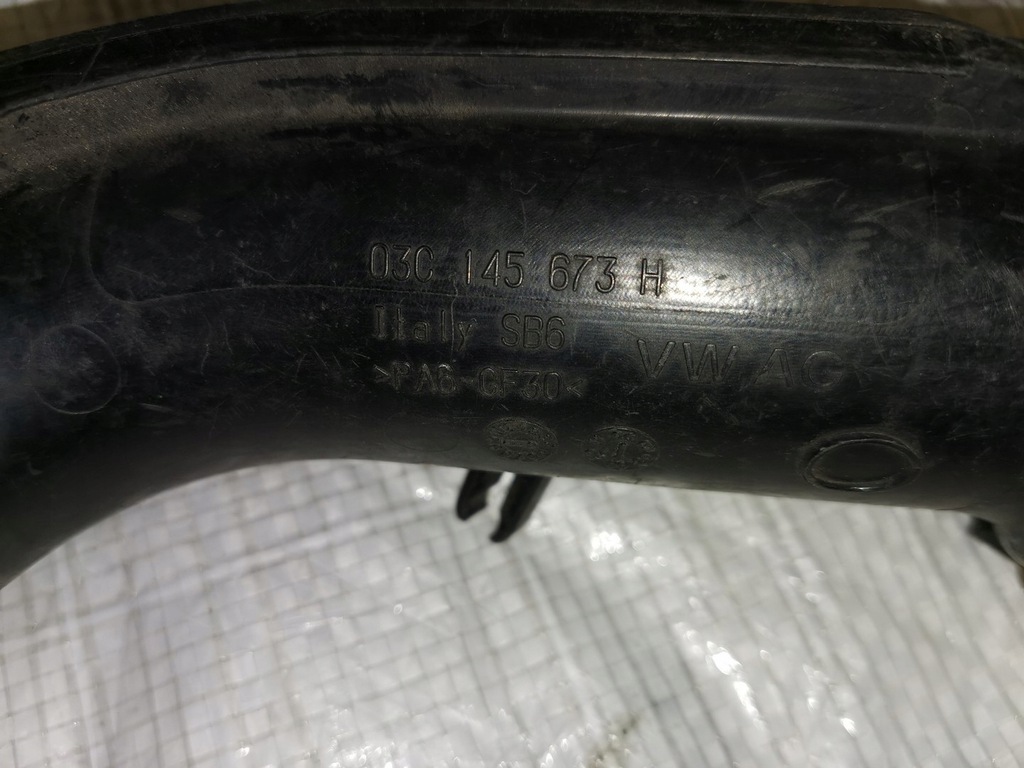 03C 145 673 H
Italy SB6
VW AG
>PA6-GF30<